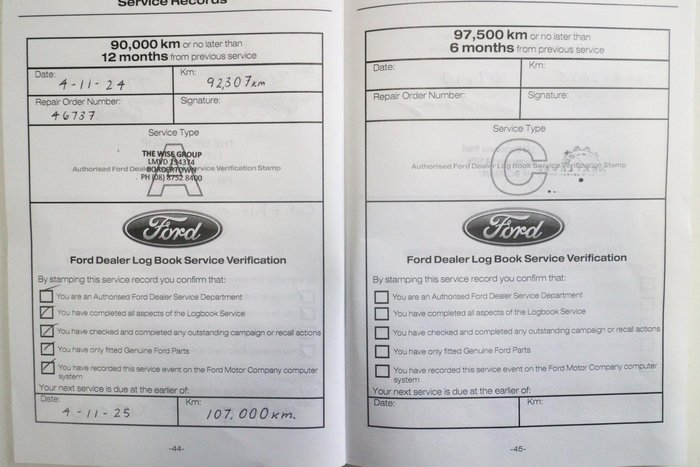 Service Records
90,000 km or no later than
12 months from previous service
Date:
4-11-24
Km:
92,307km
Repair Order Number:
46737
Signature:
Service Type
A
THE WISE GROUP
LMVD 134374
Authorised Ford Dealer Service Verification Stamp
BORDERTOWN
PH (08) 8752 8400
Ford
Ford Dealer Log Book Service Verification
By stamping this service record you confirm that:
You are an Authorised Ford Dealer Service Department
You have completed all aspects of the Logbook Service
You have checked and completed any outstanding campaign or recall actions
You have only fitted Genuine Ford Parts
You have recorded this service event on the Ford Motor Company computer
system
Your next service is due at the earlier of:
Date:
4-11-25
Km:
107,000km.
-44-
97,500 km or no later than
6 months from previous service
Date:
Km:
Repair Order Number:
Signature:
Service Type
C
Authorised Ford Dealer Log Book Service Verification Stamp
Ford
Ford Dealer Log Book Service Verification
By stamping this service record you confirm that:
You are an Authorised Ford Dealer Service Department
You have completed all aspects of the Logbook Service
You have checked and completed any outstanding campaign or recall actions
You have only fitted Genuine Ford Parts
You have recorded this service event on the Ford Motor Company computer
system
Your next service is due at the earlier of:
Date:
Km:
-45-